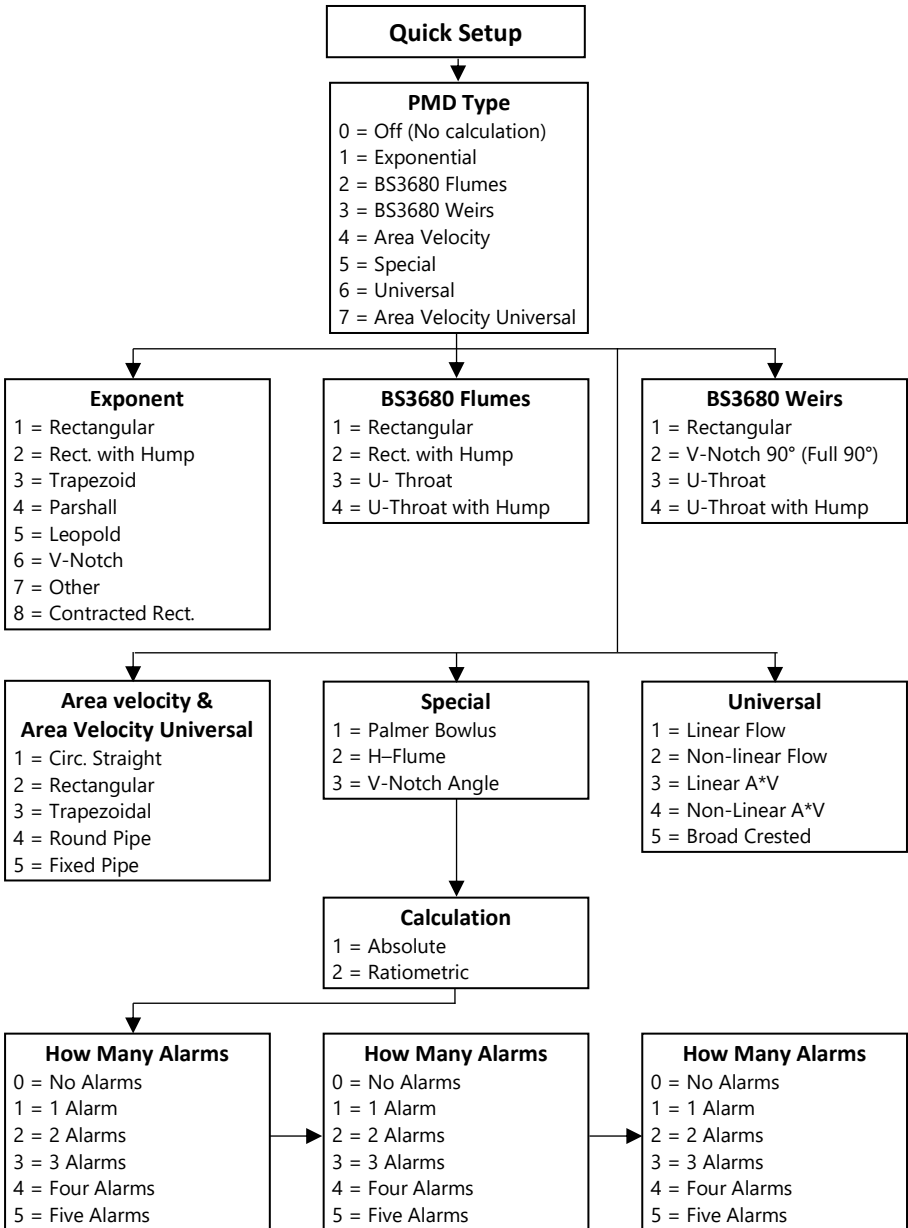 Quick Setup
PMD Type
0 = Off (No calculation)
1 = Exponential
2 = BS3680 Flumes
3 = BS3680 Weirs
4 = Area Velocity
5 = Special
6 = Universal
7 = Area Velocity Universal
Exponent
1 = Rectangular
2 = Rect. with Hump
3 = Trapezoid
4 = Parshall
5 = Leopold
6 = V-Notch
7 = Other
8 = Contracted Rect.
BS3680 Flumes
1 = Rectangular
2 = Rect. with Hump
3 = U- Throat
4 = U-Throat with Hump
BS3680 Weirs
1 = Rectangular
2 = V-Notch 90° (Full 90°)
3 = U-Throat
4 = U-Throat with Hump
Area velocity &
Area Velocity Universal
1 = Circ. Straight
2 = Rectangular
3 = Trapezoidal
4 = Round Pipe
5 = Fixed Pipe
Special
1 = Palmer Bowlus
2 = H–Flume
3 = V-Notch Angle
Universal
1 = Linear Flow
2 = Non-linear Flow
3 = Linear A*V
4 = Non-Linear A*V
5 = Broad Crested
Calculation
1 = Absolute
2 = Ratiometric
How Many Alarms
0 = No Alarms
1 = 1 Alarm
2 = 2 Alarms
3 = 3 Alarms
4 = Four Alarms
5 = Five Alarms
How Many Alarms
0 = No Alarms
1 = 1 Alarm
2 = 2 Alarms
3 = 3 Alarms
4 = Four Alarms
5 = Five Alarms
How Many Alarms
0 = No Alarms
1 = 1 Alarm
2 = 2 Alarms
3 = 3 Alarms
4 = Four Alarms
5 = Five Alarms